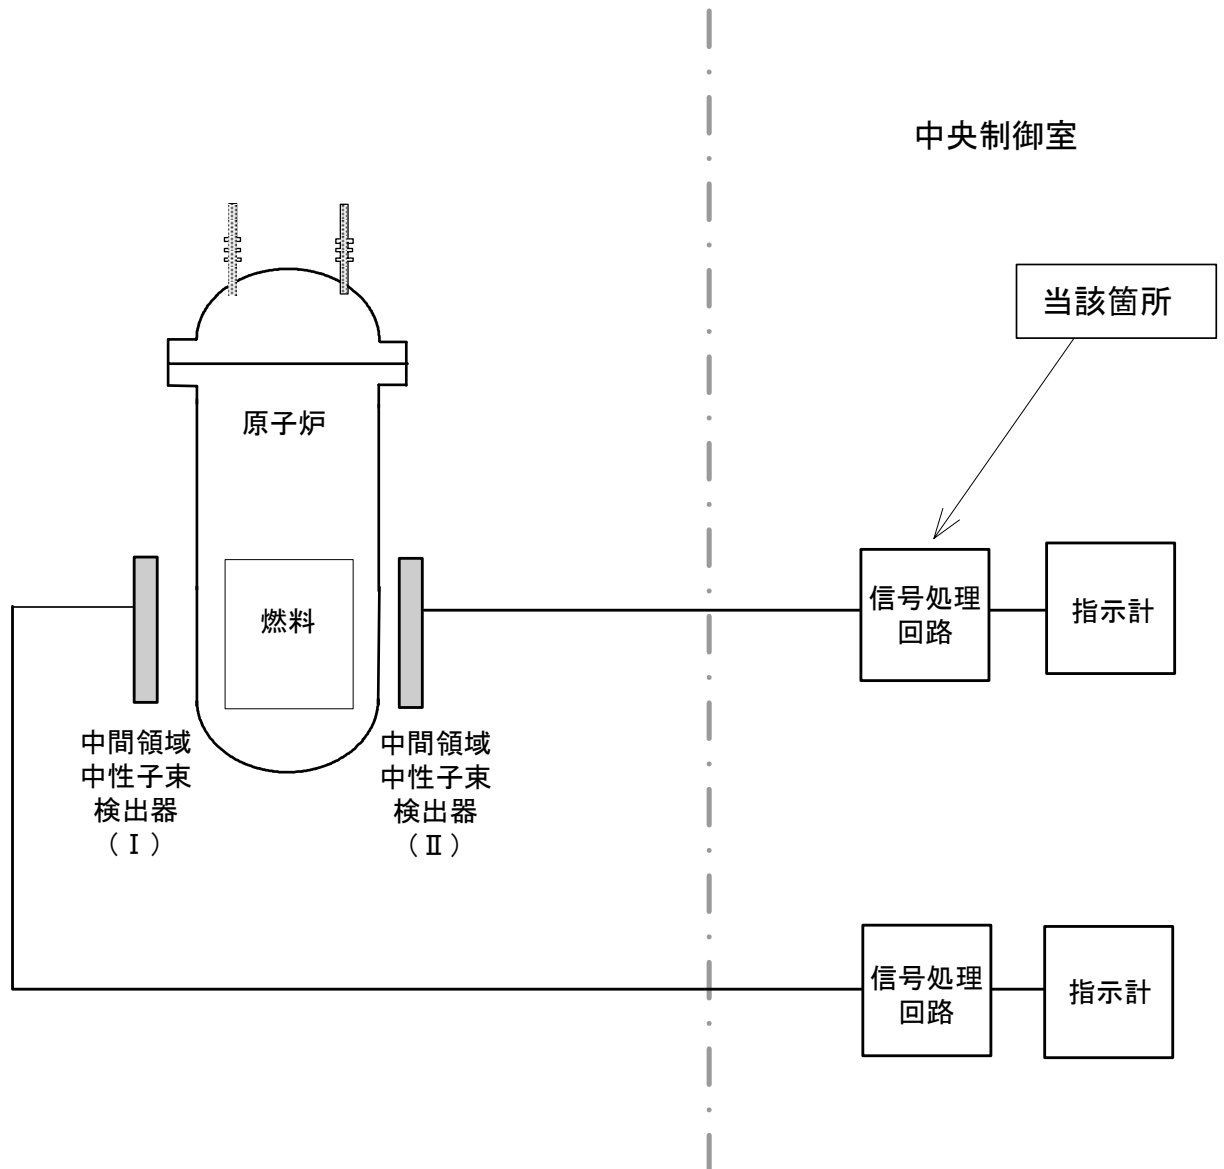 中央制御室
当該箇所
原子炉
燃料
信号処理
回路
指示計
中間領域
中性子束
検出器
（Ⅰ）
中間領域
中性子束
検出器
（Ⅱ）
信号処理
回路
指示計